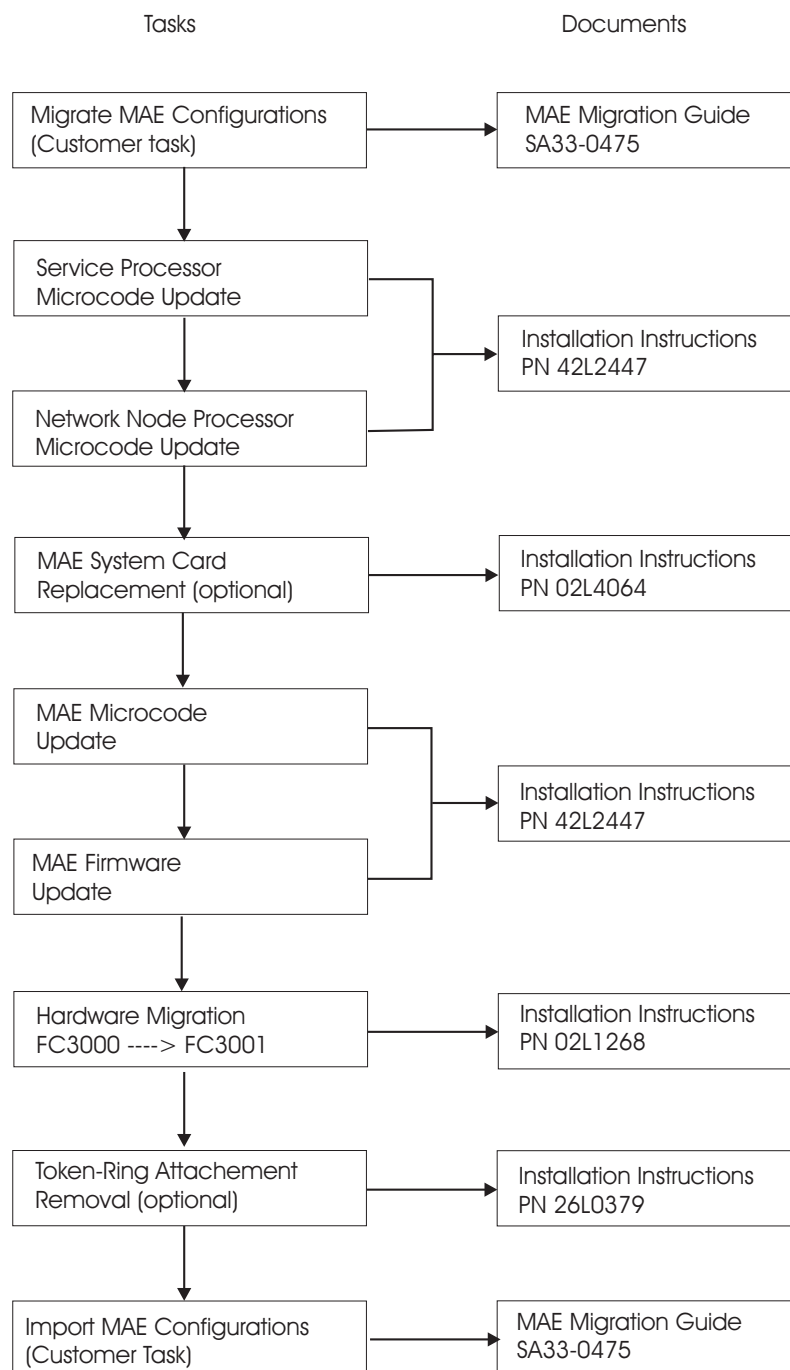 Tasks
Documents
Migrate MAE Configurations
(Customer task)
MAE Migration Guide
SA33-0475
Service Processor
Microcode Update
Installation Instructions
PN 42L2447
Network Node Processor
Microcode Update
MAE System Card
Replacement (optional)
Installation Instructions
PN 02L4064
MAE Microcode
Update
Installation Instructions
PN 42L2447
MAE Firmware
Update
Hardware Migration
FC3000 ----> FC3001
Installation Instructions
PN 02L1268
Token-Ring Attachement
Removal (optional)
Installation Instructions
PN 26L0379
Import MAE Configurations
(Customer Task)
MAE Migration Guide
SA33-0475